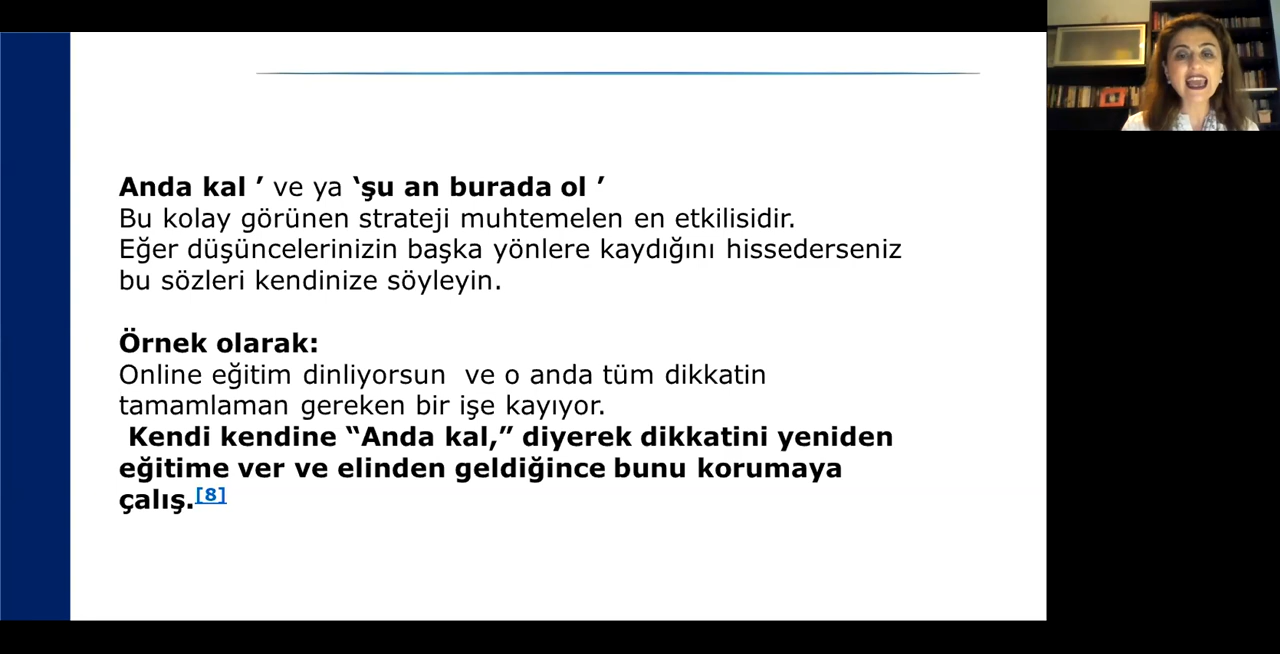 Anda kal ’ ve ya ‘şu an burada ol ’
Bu kolay görünen strateji muhtemelen en etkilisidir.
Eğer düşüncelerinizin başka yönlere kaydığını hissederseniz
bu sözleri kendinize söyleyin.
Örnek olarak:
Online eğitim dinliyorsun  ve o anda tüm dikkatin
tamamlaman gereken bir işe kayıyor.
Kendi kendine “Anda kal,” diyerek dikkatini yeniden
eğitime ver ve elinden geldiğince bunu korumaya
çalış.[8]